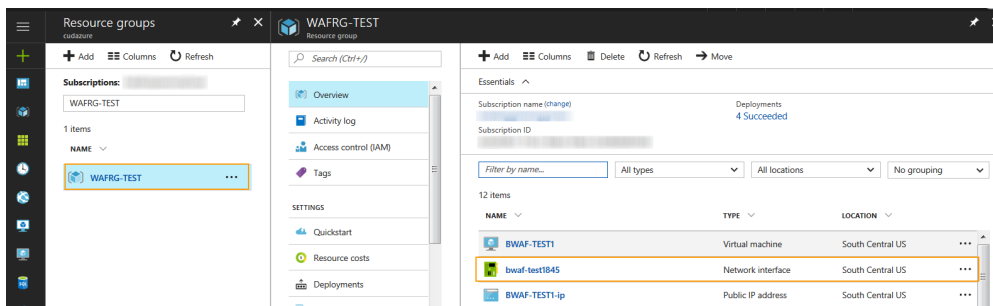 Resource groups
cudazure
Add Columns Refresh
Subscriptions:
WAFRG-TEST
1 items
NAME
WAFRG-TEST ...
WAFRG-TEST
Resource group
Search (Ctrl+/)
Overview
Activity log
Access control (IAM)
Tags
SETTINGS
Quickstart
Resource costs
Deployments
Add Columns Delete Refresh Move
Essentials
Subscription name (change) Deployments
4 Succeeded
Subscription ID
Filter by name... All types All locations No grouping
12 items
NAME TYPE LOCATION
BWAF-TEST1 Virtual machine South Central US ...
bwaf-test1845 Network interface South Central US ...
BWAF-TEST1-ip Public IP address South Central US ...